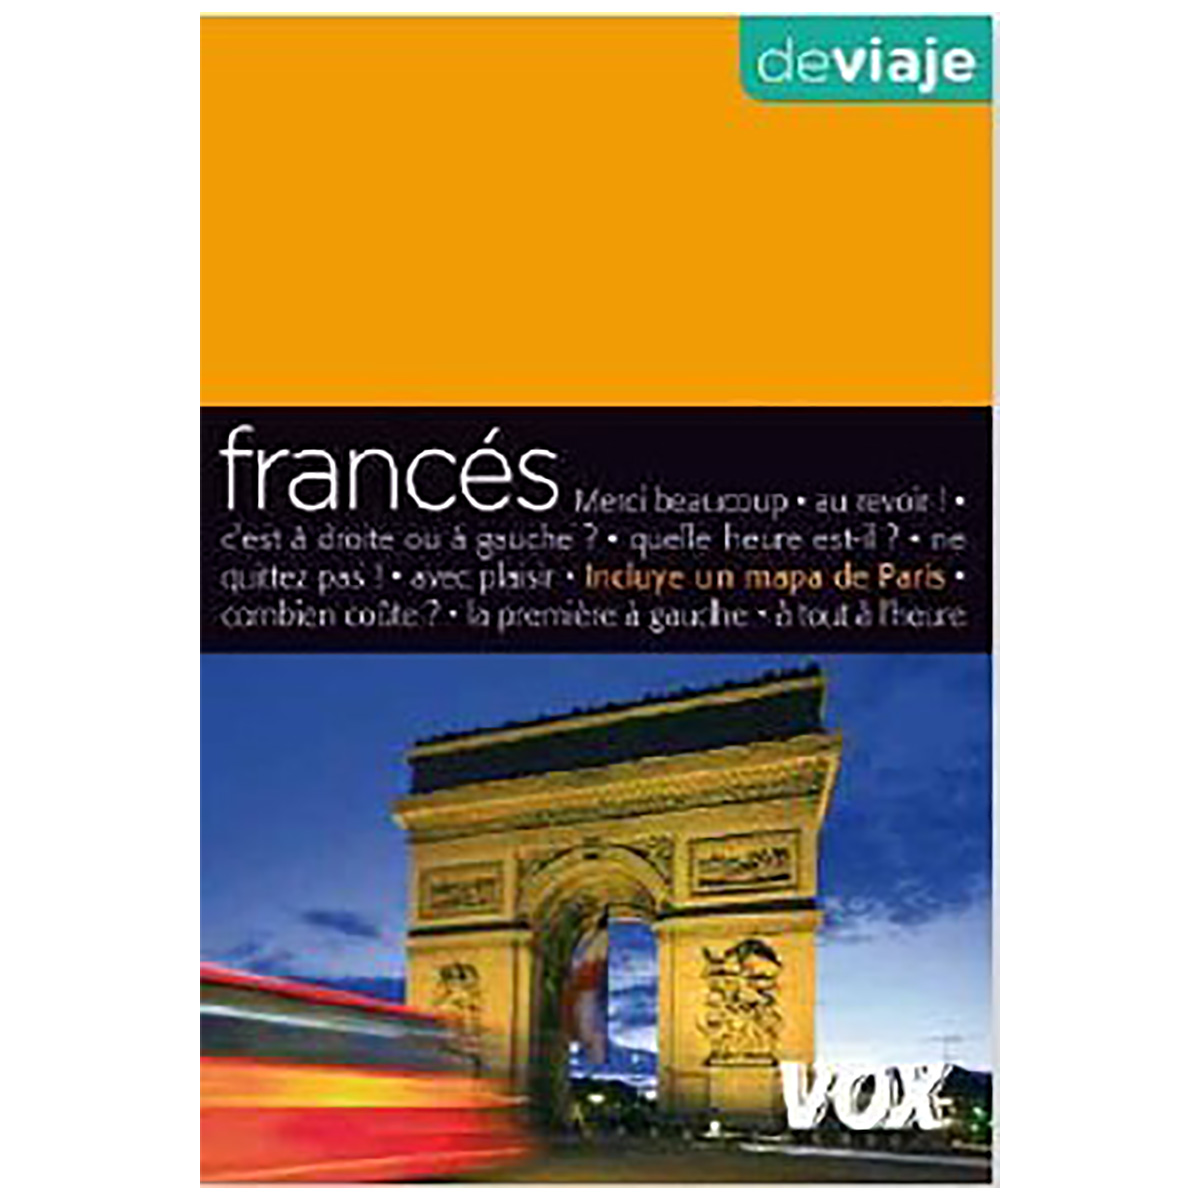 deviaje
francés Merci beaucoup • au revoir ! •
c'est à droite ou à gauche ? • quelle heure est-il ? • ne
quittez pas ! • avec plaisir • Incluye un mapa de Paris •
combien coûte ? • la première à gauche • à tout à l'heure
VOX